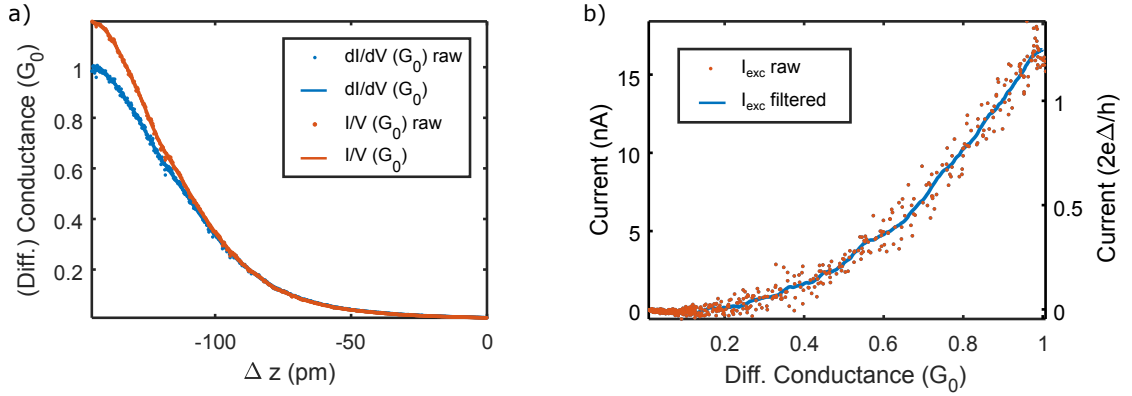 a)
(Diff.) Conductance (G0)
1
0.8
0.6
0.4
0.2
-100
-50
0
Δ z (pm)
dI/dV (G0) raw
dI/dV (G0)
I/V (G0) raw
I/V (G0)
b)
Current (nA)
15
10
5
0
0.2
0.4
0.6
0.8
1
Diff. Conductance (G0)
Iexc raw
Iexc filtered
1
0.5
0
Current (2eΔ/h)